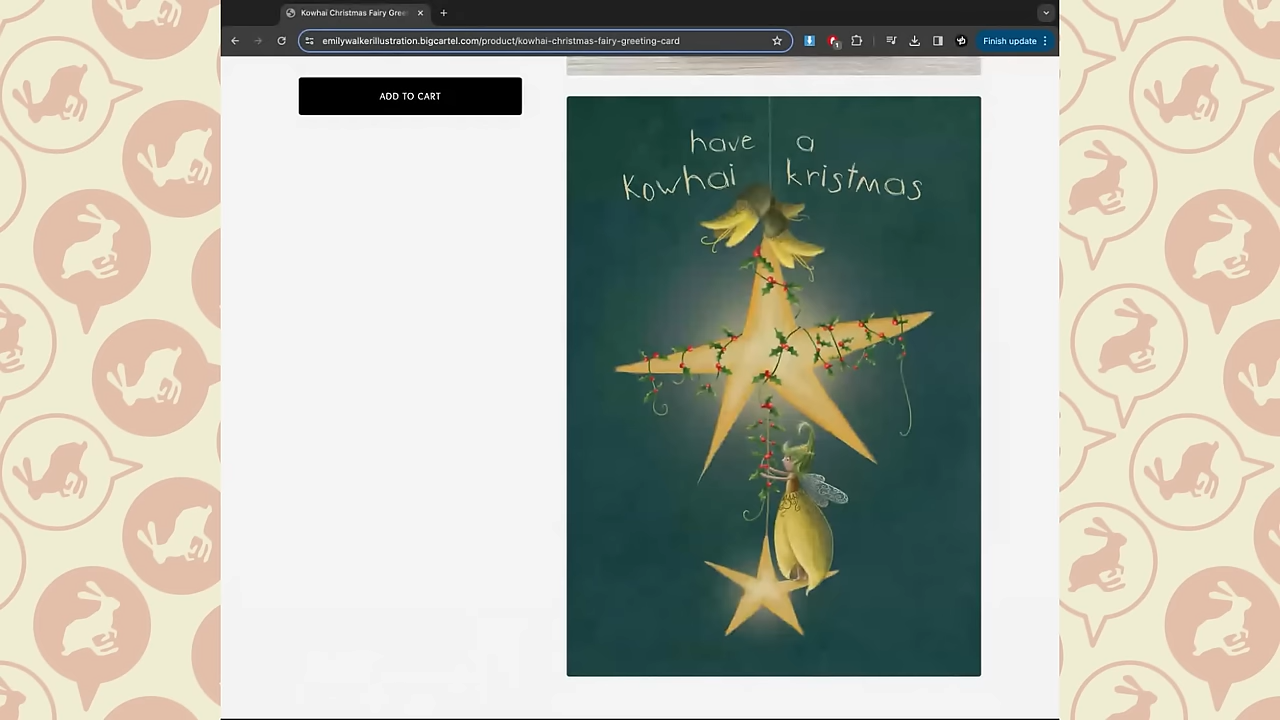 Kowhai Christmas Fairy Gree
emilywalkerillustration.bigcartel.com/product/kowhai-christmas-fairy-greeting-card
1
Finish update
ADD TO CART
have a
Kowhai kristmas